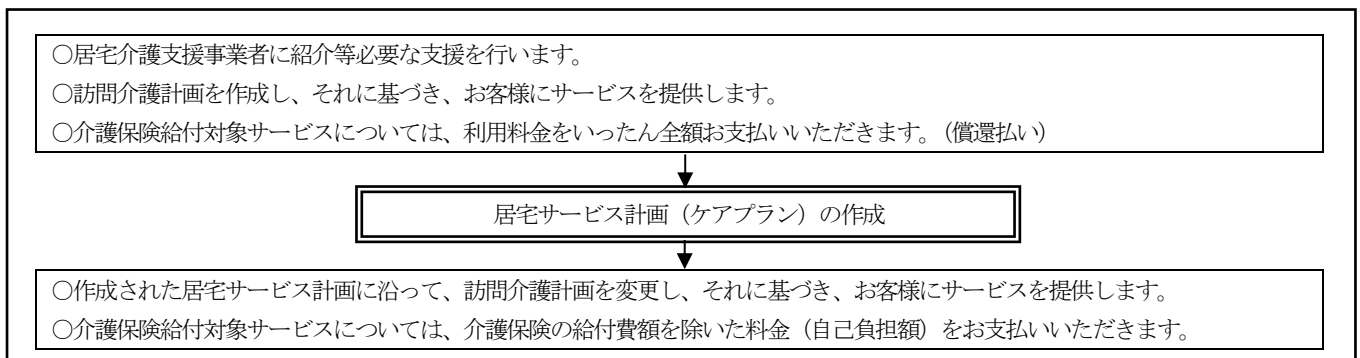 ○居宅介護支援事業者に紹介等必要な支援を行います。
○訪問介護計画を作成し、それに基づき、お客様にサービスを提供します。
○介護保険給付対象サービスについては、利用料金をいったん全額お支払いいただきます。（償還払い）
居宅サービス計画（ケアプラン）の作成
○作成された居宅サービス計画に沿って、訪問介護計画を変更し、それに基づき、お客様にサービスを提供します。
○介護保険給付対象サービスについては、介護保険の給付費額を除いた料金（自己負担額）をお支払いいただきます。